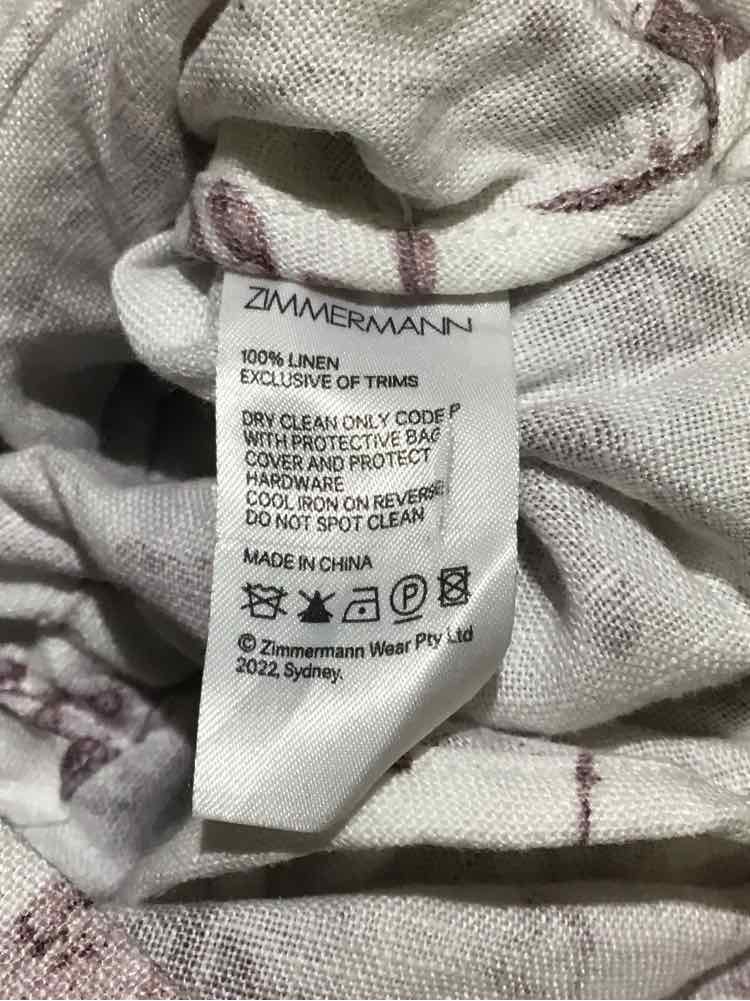 ZIMMERMANN
100% LINEN
EXCLUSIVE OF TRIMS
DRY CLEAN ONLY CODE P
WITH PROTECTIVE BAG
COVER AND PROTECT
HARDWARE
COOL IRON ON REVERSE
DO NOT SPOT CLEAN
MADE IN CHINA
P
© Zimmermann Wear Pty Ltd
2022, Sydney.